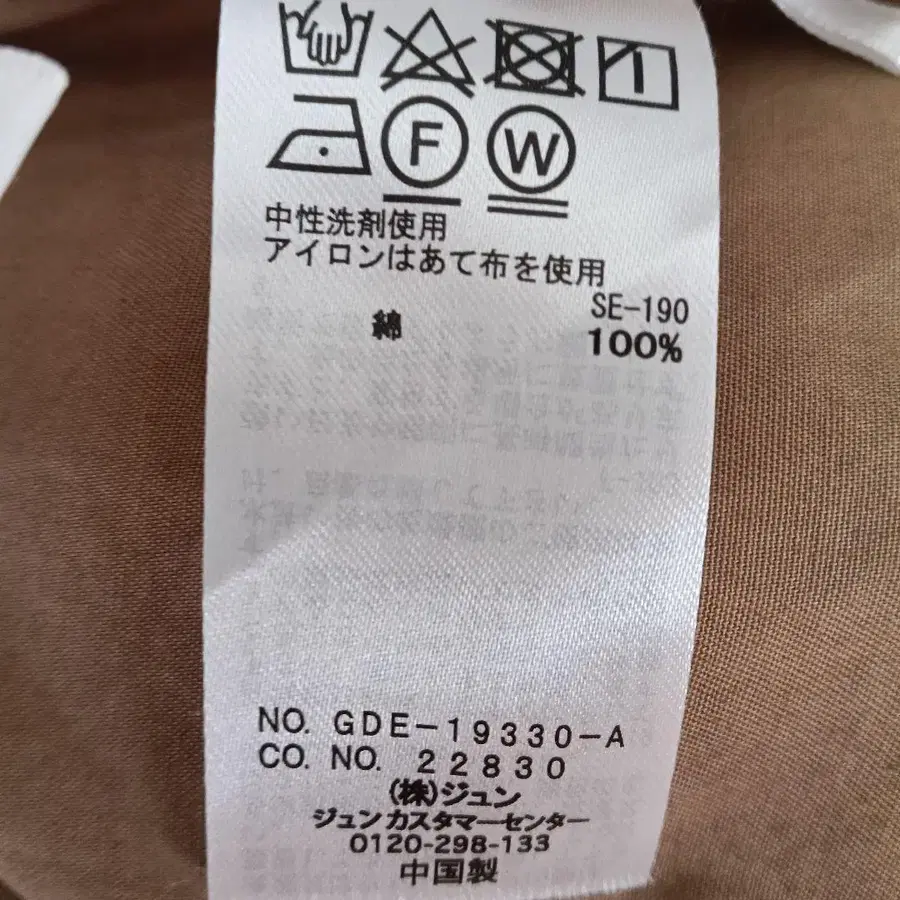 F W
中性洗剤使用
アイロンはあて布を使用
SE-190
綿 100%
NO. GDE-19330-A
CO. NO. 22830
(株)ジュン
ジュンカスタマーセンター
0120-298-133
中国製